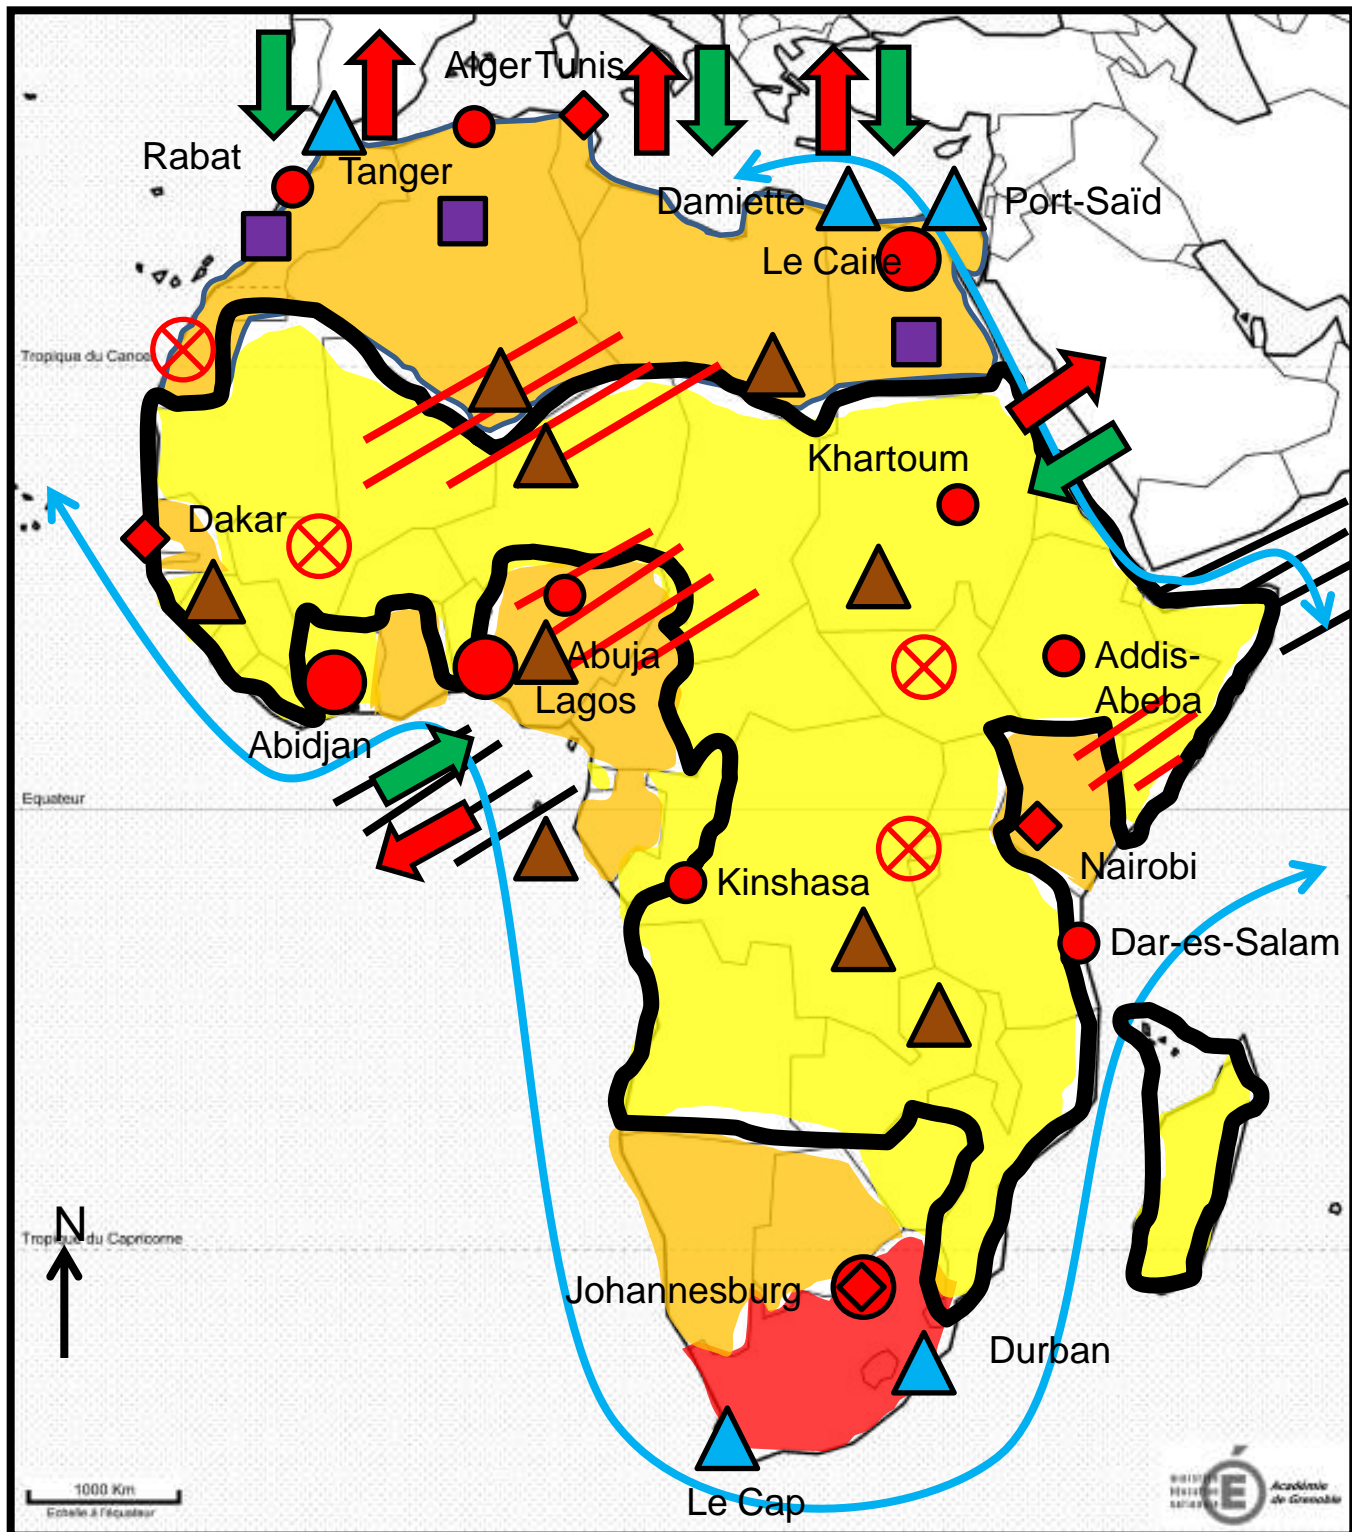 Alger Tunis
Rabat
Tanger
Damiette
Port-Saïd
Le Caire
Tropique du Cancer
Khartoum
Dakar
Abuja
Lagos
Addis-
Abeba
Abidjan
Equateur
Nairobi
Kinshasa
Dar-es-Salam
N
Tropique du Capricorne
Johannesburg
Durban
Le Cap
1000 Km
Echelle à l'équateur
Académie
de Grenoble